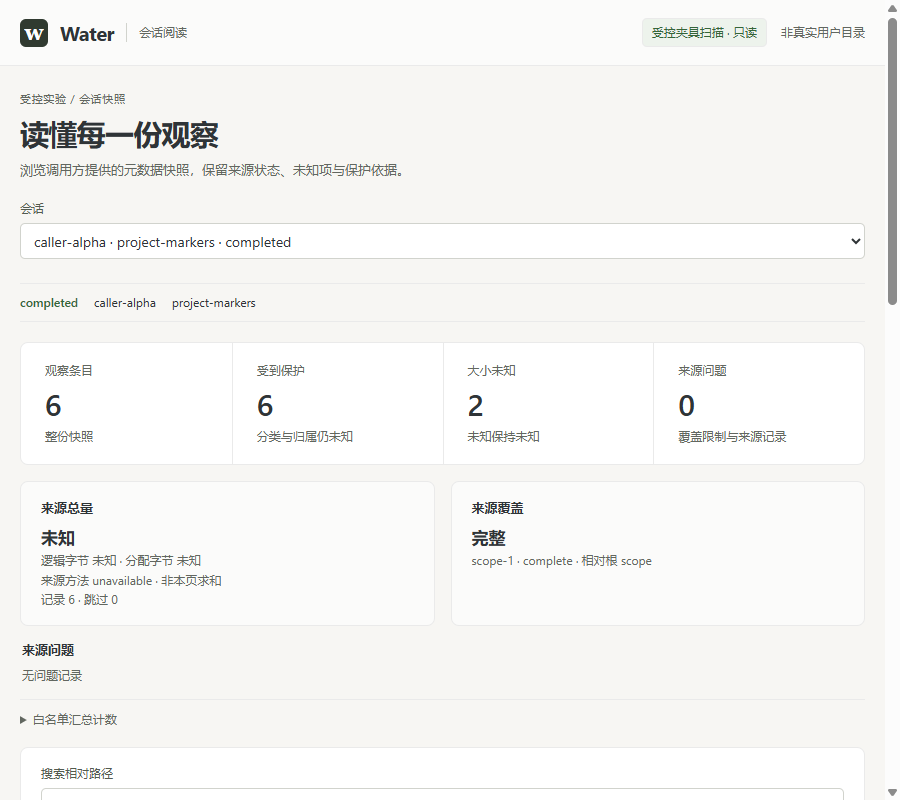 W Water 会话阅读 受控夹具扫描 · 只读 非真实用户目录
受控实验 / 会话快照
读懂每一份观察
浏览调用方提供的元数据快照，保留来源状态、未知项与保护依据。
会话
caller-alpha · project-markers · completed
completed caller-alpha project-markers
观察条目
6
整份快照
受到保护
6
分类与归属仍未知
大小未知
2
未知保持未知
来源问题
0
覆盖限制与来源记录
来源总量
未知
逻辑字节 未知 · 分配字节 未知
来源方法 unavailable · 非本页求和
记录 6 · 跳过 0
来源覆盖
完整
scope-1 · complete · 相对根 scope
来源问题
无问题记录
白名单汇总计数
搜索相对路径